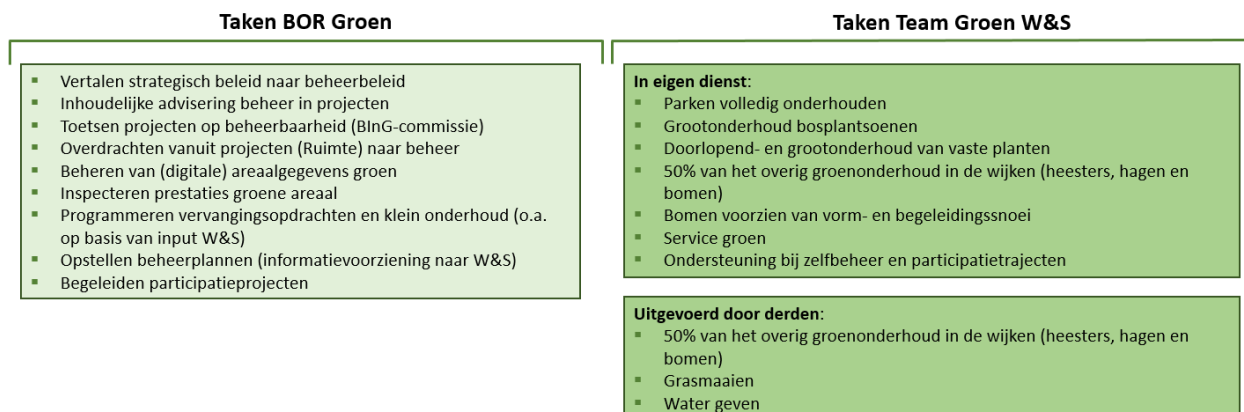 Taken BOR Groen
Vertalen strategisch beleid naar beheerbeleid
Inhoudelijke advisering beheer in projecten
Toetsen projecten op beheerbaarheid (BInG-commissie)
Overdrachten vanuit projecten (Ruimte) naar beheer
Beheren van (digitale) areaalgegevens groen
Inspecteren prestaties groene areaal
Programmeren vervangingsopdrachten en klein onderhoud (o.a.
op basis van input W&S)
Opstellen beheerplannen (informatievoorziening naar W&S)
Begeleiden participatieprojecten
Taken Team Groen W&S
In eigen dienst:
Parken volledig onderhouden
Grootonderhoud bosplantsoenen
Doorlopend- en grootonderhoud van vaste planten
50% van het overig groenonderhoud in de wijken (heesters, hagen en
bomen)
Bomen voorzien van vorm- en begeleidingssnoei
Service groen
Ondersteuning bij zelfbeheer en participatietrajecten
Uitgevoerd door derden:
50% van het overig groenonderhoud in de wijken (heesters, hagen en
bomen)
Grasmaaien
Water geven